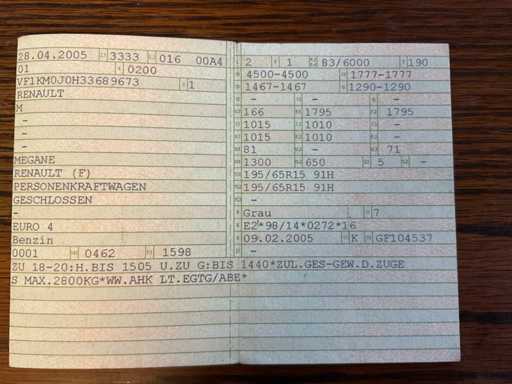 28.04.2005 3333 016 00A4
01 0200
VF1KM0J0H33689673 1
RENAULT
M
-
-
-
MEGANE
RENAULT (F)
PERSONENKRAFTWAGEN
GESCHLOSSEN
-
EURO 4
Benzin
0001 0462 1598
2 1 83/6000 190
4500-4500 1777-1777
1467-1467 1290-1290
- - -
166 1795 1795
1015 1010 -
1015 1010 -
81 - 71
1300 650 5 -
195/65R15 91H
195/65R15 91H
-
Grau 7
E2*98/14*0272*16
09.02.2005 K GF104537
-
ZU 18-20:H.BIS 1505 U.ZU G:BIS 1440*ZUL.GES-GEW.D.ZUGE
S MAX.2800KG*WW.AHK LT.EGTG/ABE*